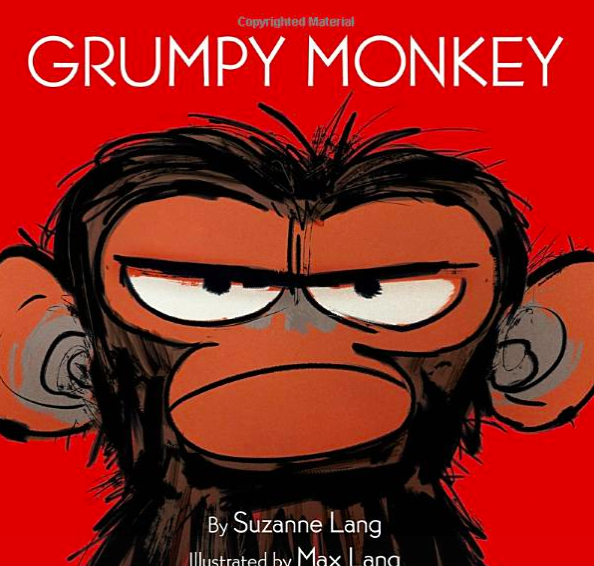 Copyrighted Material
GRUMPY MONKEY
By Suzanne Lang
Illustrated by Max Lang